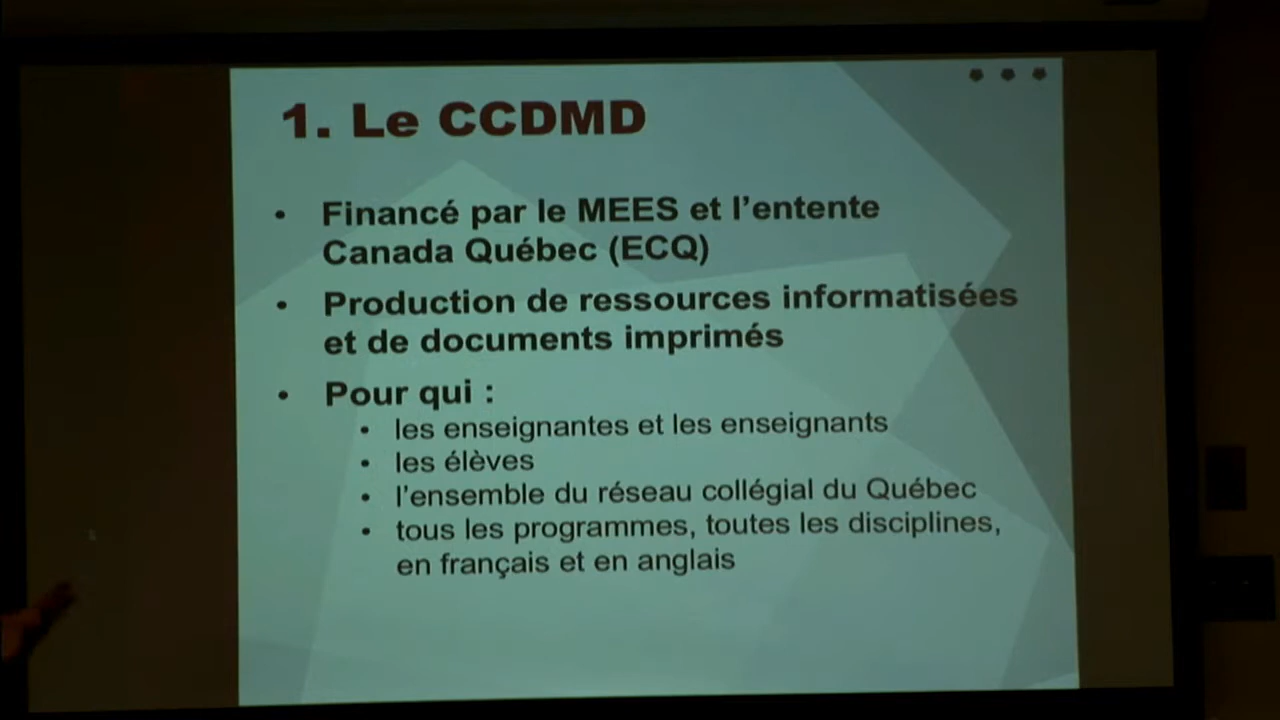 1. Le CCDMD
• Financé par le MEES et l'entente
Canada Québec (ECQ)
• Production de ressources informatisées
et de documents imprimés
• Pour qui :
• les enseignantes et les enseignants
• les élèves
• l'ensemble du réseau collégial du Québec
• tous les programmes, toutes les disciplines,
en français et en anglais